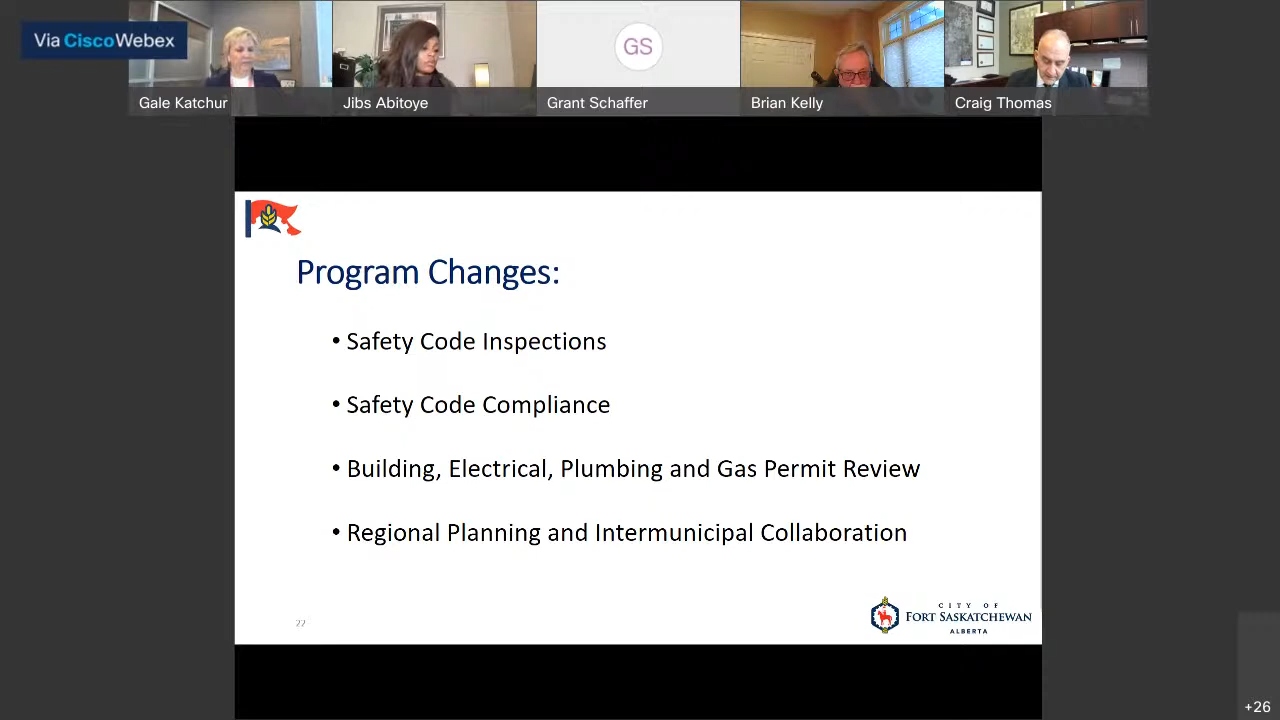 Via CiscoWebex
GS
Gale Katchur
Jibs Abitoye
Grant Schaffer
Brian Kelly
Craig Thomas
Program Changes:
• Safety Code Inspections
• Safety Code Compliance
• Building, Electrical, Plumbing and Gas Permit Review
• Regional Planning and Intermunicipal Collaboration
22
CITY OF
FORT SASKATCHEWAN
ALBERTA
+26